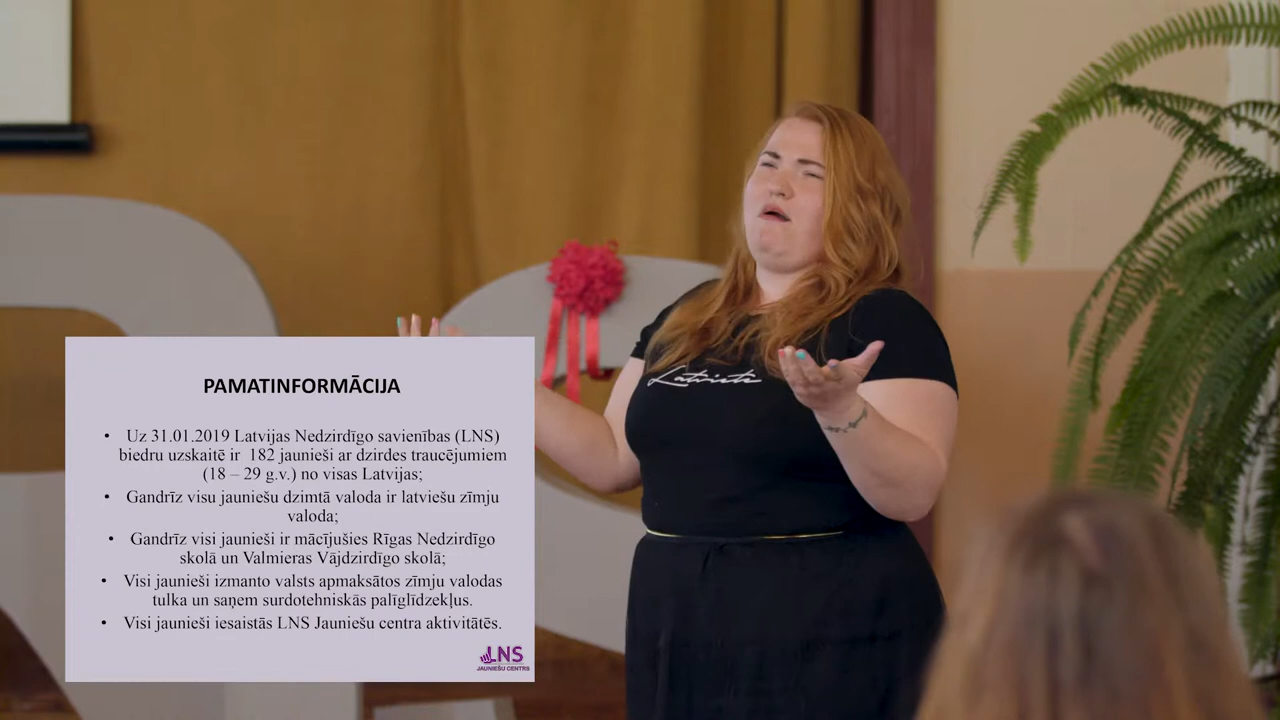 Latviete
PAMATINFORMĀCIJA
• Uz 31.01.2019 Latvijas Nedzirdīgo savienības (LNS)
biedru uzskaitē ir 182 jaunieši ar dzirdes traucējumiem
(18 – 29 g.v.) no visas Latvijas;
• Gandrīz visu jauniešu dzimtā valoda ir latviešu zīmju
valoda;
• Gandrīz visi jaunieši ir mācījušies Rīgas Nedzirdīgo
skolā un Valmieras Vājdzirdīgo skolā;
• Visi jaunieši izmanto valsts apmaksātos zīmju valodas
tulka un saņem surdotehniskās palīglīdzekļus.
• Visi jaunieši iesaistās LNS Jauniešu centra aktivitātēs.
LNS
JAUNIEŠU CENTRS